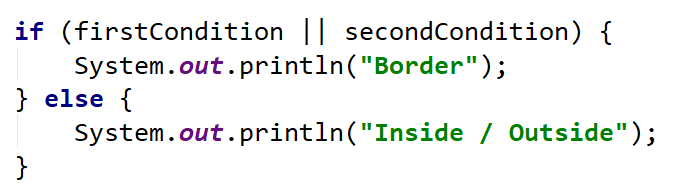 if (firstCondition || secondCondition) {
    System.out.println("Border");
} else {
    System.out.println("Inside / Outside");
}